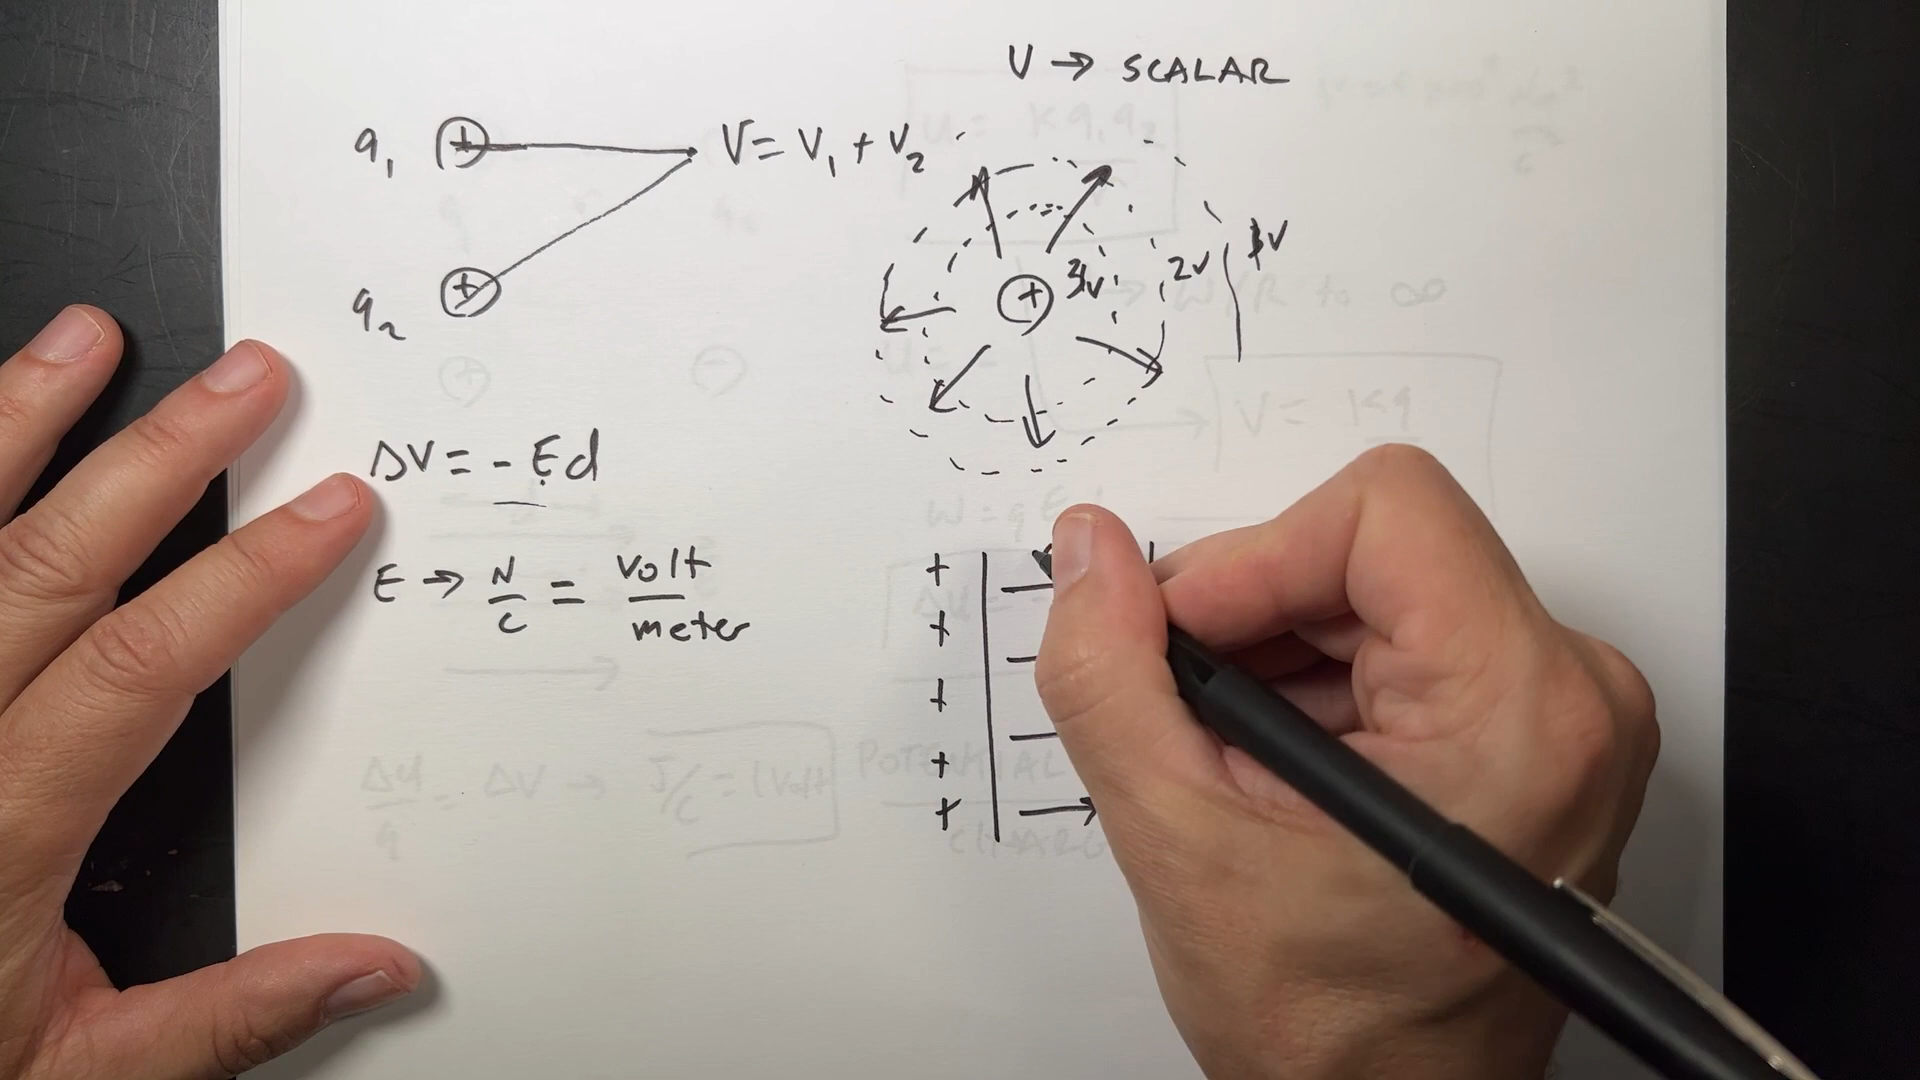 V → SCALAR
q₁ + V = V₁ + V₂
q₂ +
+ 3V 2V 1V
ΔV = - Ed
E → N/C = volt/meter
+
+
+
+
+